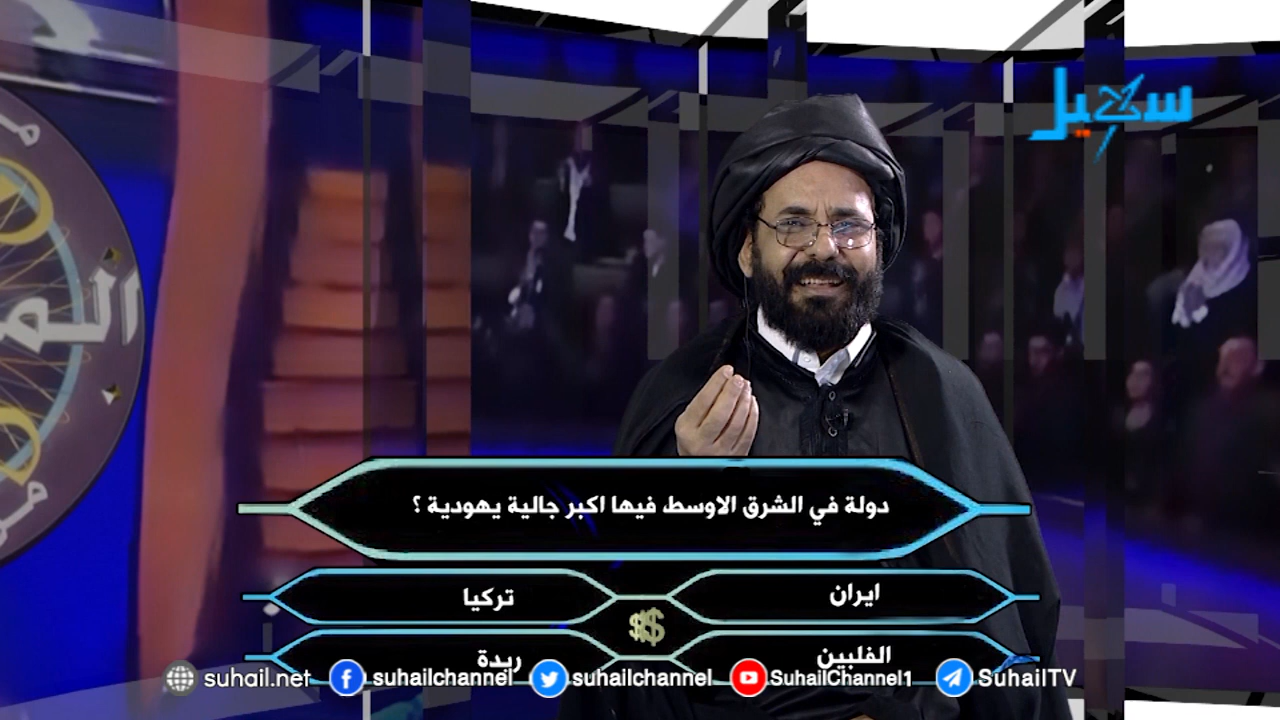 سهيل
دولة في الشرق الاوسط فيها اكبر جالية يهودية ؟
ايران
تركيا
الفلبين
ريدة
suhail.net suhailchannel suhailchannel SuhailChannel1 SuhailTV